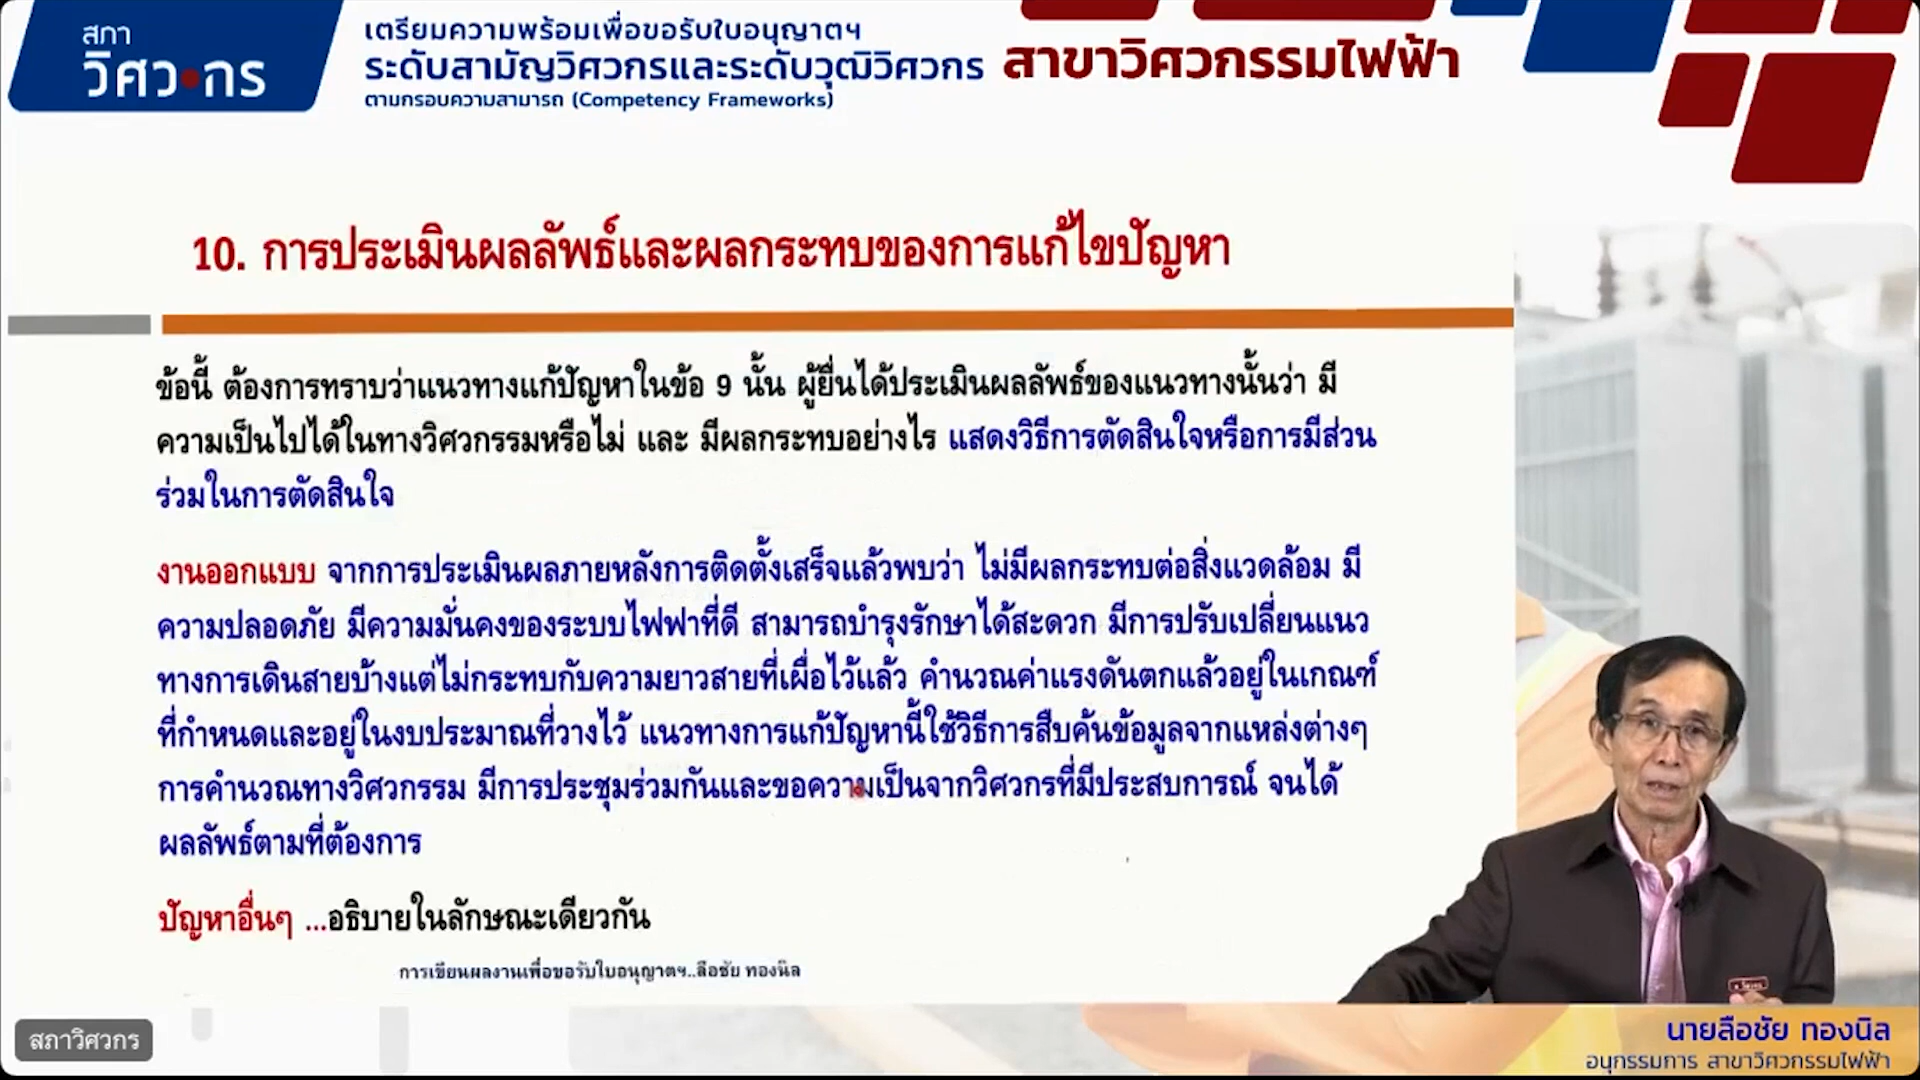 สภา
วิศวกร
เตรียมความพร้อมเพื่อขอรับใบอนุญาตฯ
ระดับสามัญวิศวกรและระดับวุฒิวิศวกร
ตามกรอบความสามารถ (Competency Frameworks)
สาขาวิศวกรรมไฟฟ้า
10. การประเมินผลลัพธ์และผลกระทบของการแก้ไขปัญหา
ข้อนี้ ต้องการทราบว่าแนวทางแก้ปัญหาในข้อ 9 นั้น ผู้ยื่นได้ประเมินผลลัพธ์ของแนวทางนั้นว่า มี
ความเป็นไปได้ในทางวิศวกรรมหรือไม่ และ มีผลกระทบอย่างไร แสดงวิธีการตัดสินใจหรือการมีส่วน
ร่วมในการตัดสินใจ
งานออกแบบ จากการประเมินผลภายหลังการติดตั้งเสร็จแล้วพบว่า ไม่มีผลกระทบต่อสิ่งแวดล้อม มี
ความปลอดภัย มีความมั่นคงของระบบไฟฟาที่ดี สามารถบำรุงรักษาได้สะดวก มีการปรับเปลี่ยนแนว
ทางการเดินสายบ้างแต่ไม่กระทบกับความยาวสายที่เผื่อไว้แล้ว คำนวณค่าแรงดันตกแล้วอยู่ในเกณฑ์
ที่กำหนดและอยู่ในงบประมาณที่วางไว้ แนวทางการแก้ปัญหานี้ใช้วิธีการสืบค้นข้อมูลจากแหล่งต่างๆ
การคำนวณทางวิศวกรรม มีการประชุมร่วมกันและขอความเป็นจากวิศวกรที่มีประสบการณ์ จนได้
ผลลัพธ์ตามที่ต้องการ
ปัญหาอื่นๆ ...อธิบายในลักษณะเดียวกัน
การเขียนผลงานเพื่อขอรับใบอนุญาตฯ..ลือชัย ทองนิล
สภาวิศวกร
นายลือชัย ทองนิล
อนุกรรมการ สาขาวิศวกรรมไฟฟ้า